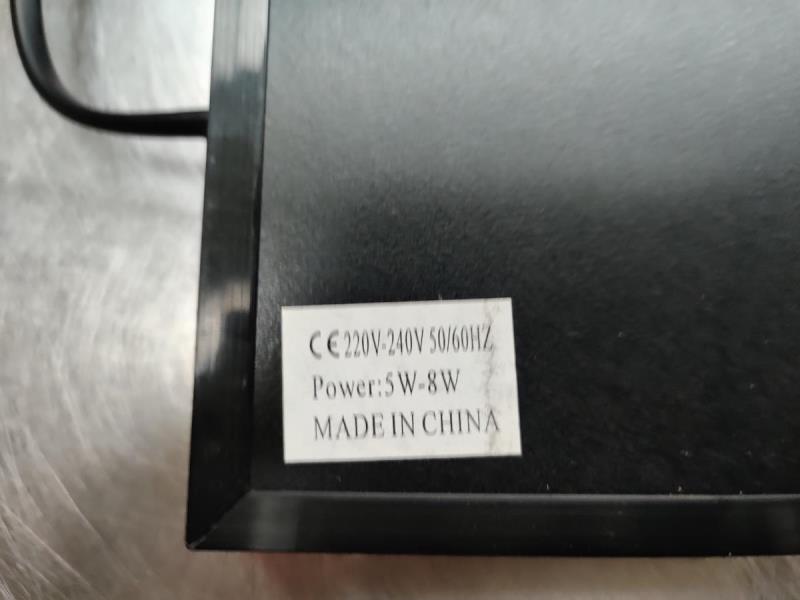 CE 220V-240V 50/60HZ
Power:5W-8W
MADE IN CHINA